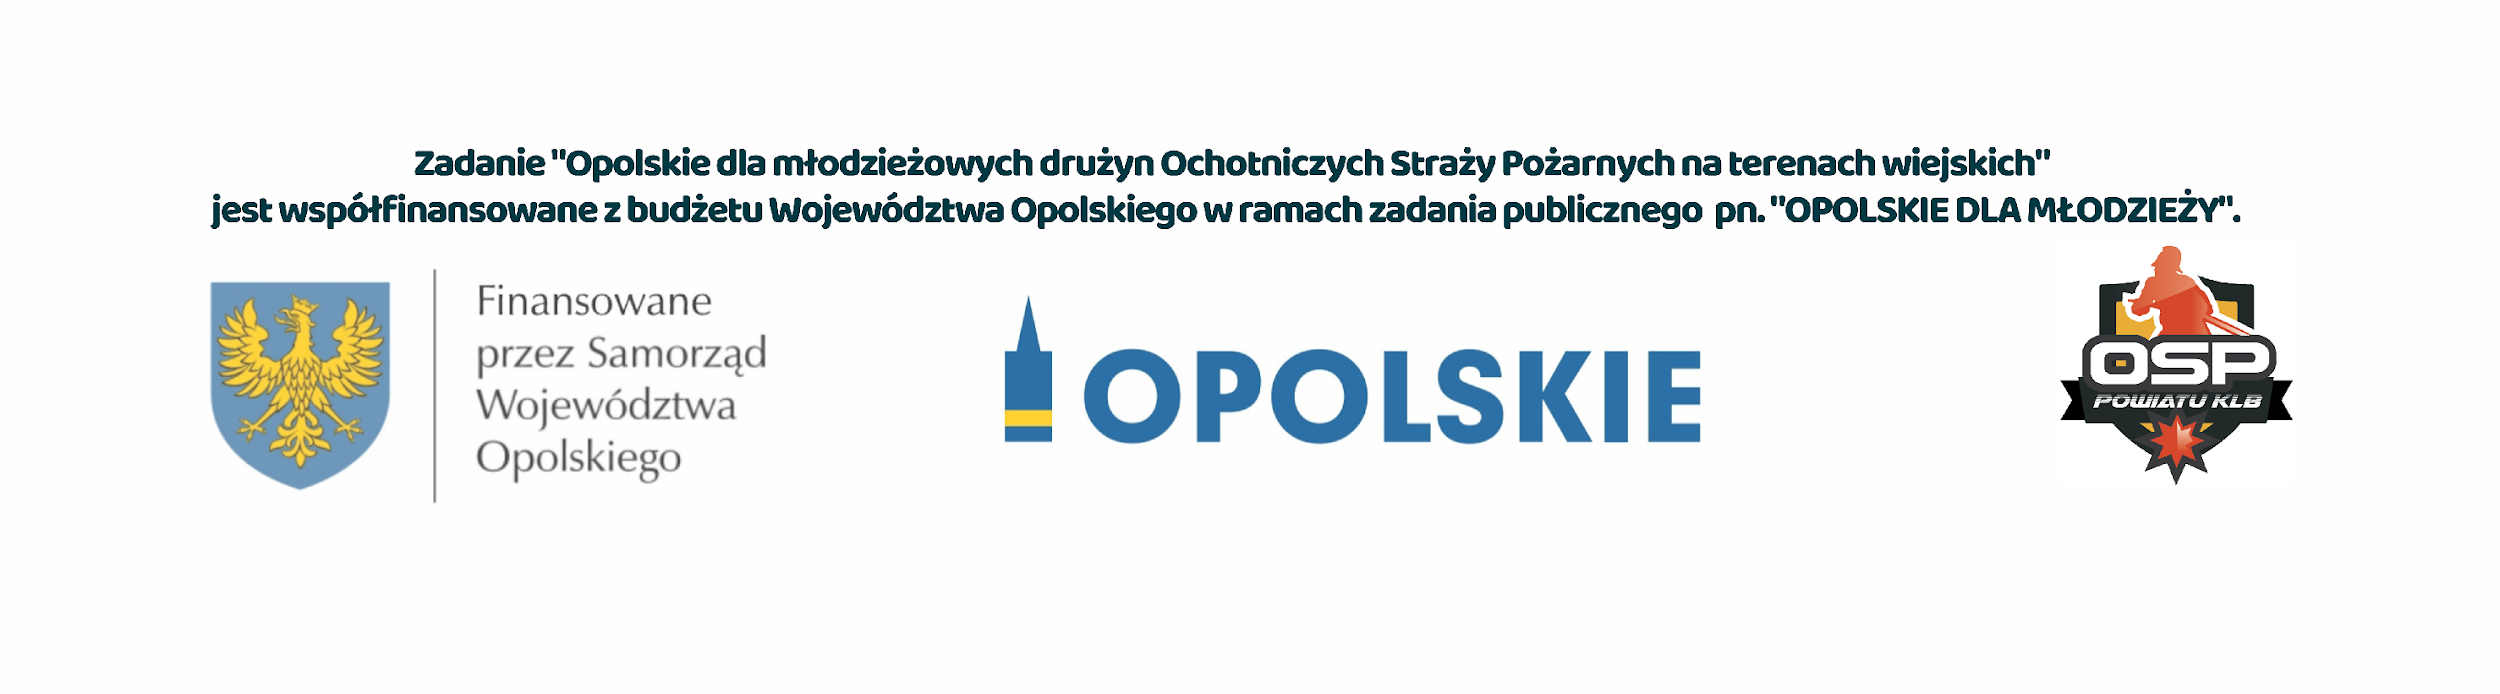 Zadanie "Opolskie dla młodzieżowych drużyn Ochotniczych Straży Pożarnych na terenach wiejskich"
jest współfinansowane z budżetu Województwa Opolskiego w ramach zadania publicznego pn. "OPOLSKIE DLA MŁODZIEŻY".
Finansowane
przez Samorząd
Województwa
Opolskiego
OPOLSKIE
OSP
POWIATU KLB